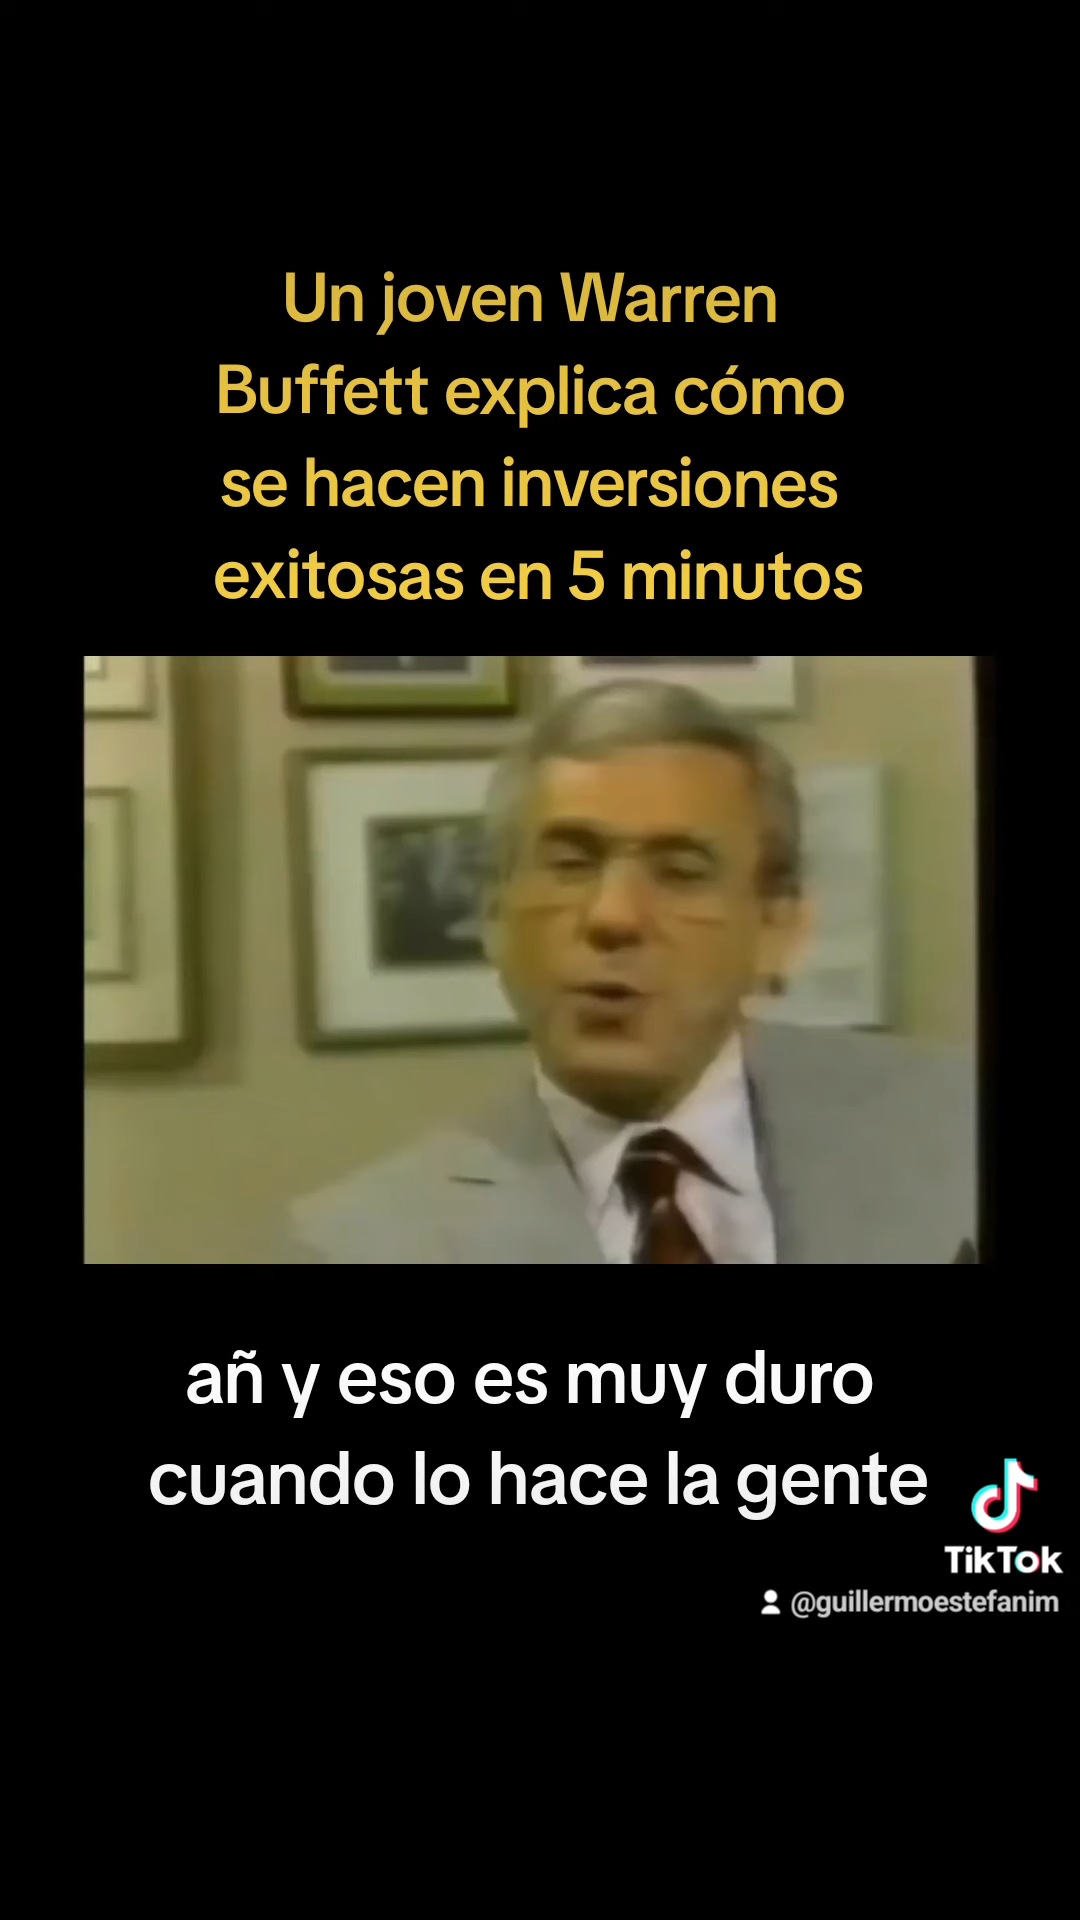 Un joven Warren
Buffett explica cómo
se hacen inversiones
exitosas en 5 minutos
añ y eso es muy duro
cuando lo hace la gente
TikTok
@guillermoestefanim